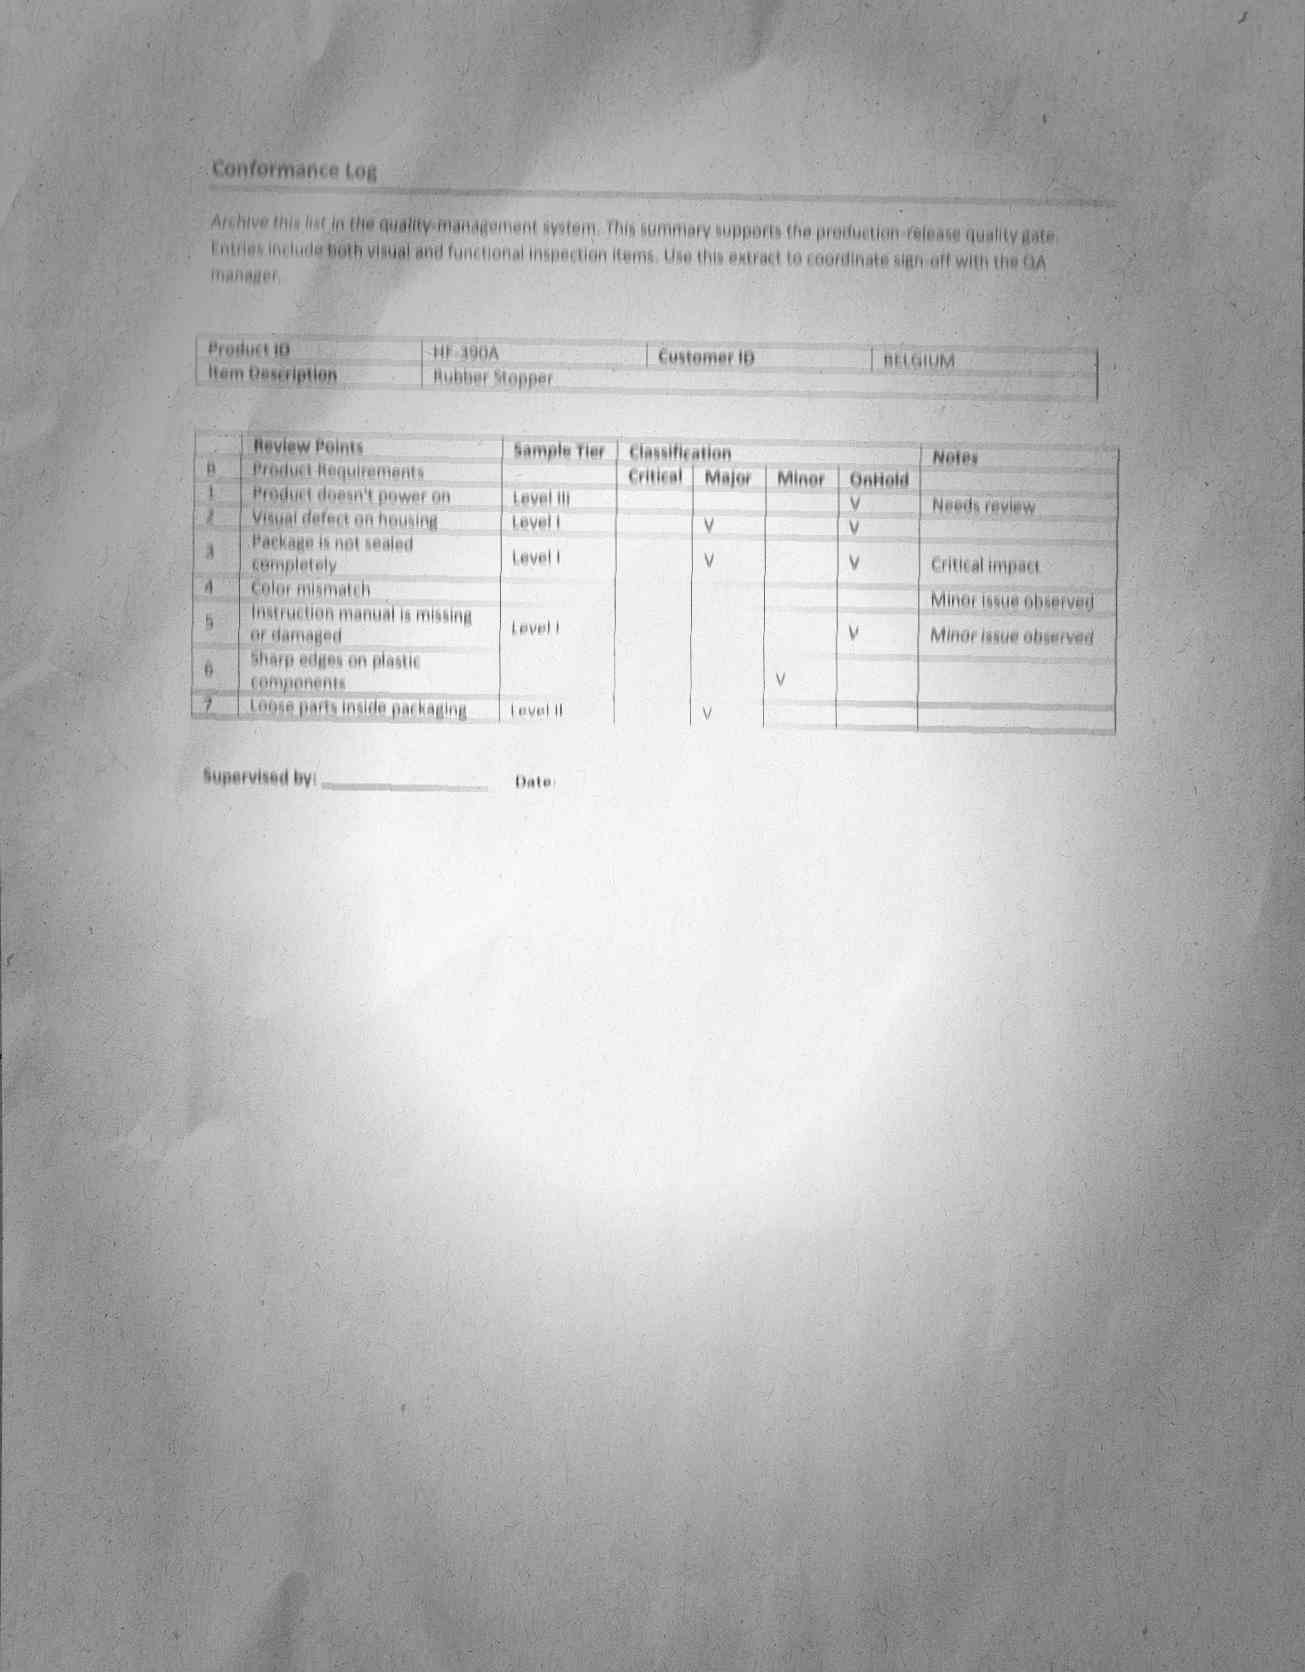 Conformance Log
Archive this list in the quality-management system. This summary supports the production-release quality gate.
Entries include both visual and functional inspection items. Use this extract to coordinate sign-off with the QA
manager.
Product ID HF-390A Customer ID BELGIUM
Item Description Rubber Stopper
Review Points Sample Tier Classification Notes
Product Requirements Critical Major Minor OnHold
1 Product doesn't power on Level III V Needs review
2 Visual defect on housing Level I V V
3 Package is not sealed
completely Level I V V Critical impact
4 Color mismatch Minor issue observed
5 Instruction manual is missing
or damaged Level I V Minor issue observed
6 Sharp edges on plastic
components V
7 Loose parts inside packaging Level II V
Supervised by: Date: